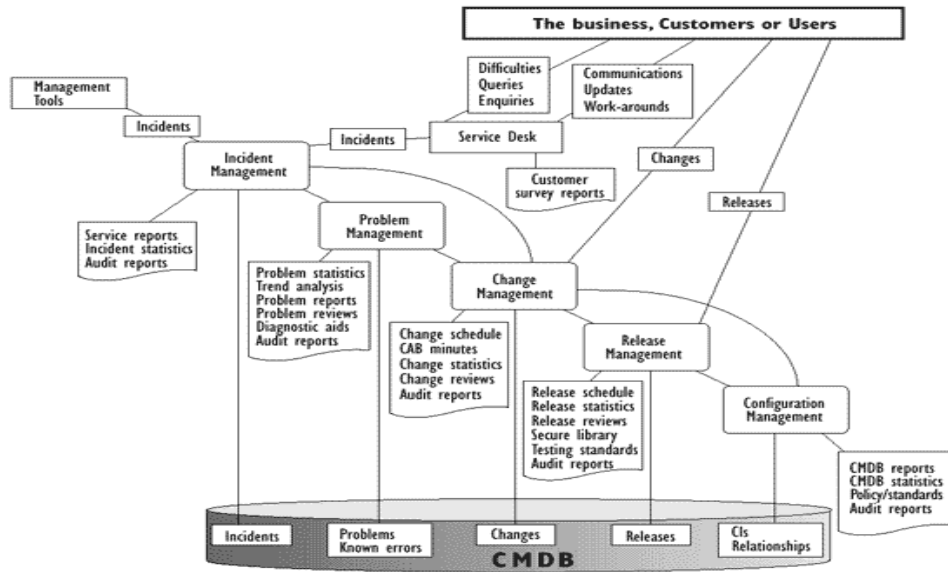 The business, Customers or Users
Difficulties
Queries
Enquiries
Communications
Updates
Work-arounds
Management
Tools
Incidents
Incidents
Service Desk
Incident
Management
Customer
survey reports
Changes
Releases
Service reports
Incident statistics
Audit reports
Problem
Management
Problem statistics
Trend analysis
Problem reports
Problem reviews
Diagnostic aids
Audit reports
Change
Management
Change schedule
CAB minutes
Change statistics
Change reviews
Audit reports
Release
Management
Release schedule
Release statistics
Release reviews
Secure library
Testing standards
Audit reports
Configuration
Management
CMDB reports
CMDB statistics
Policy/standards
Audit reports
Incidents
Problems
Known errors
Changes
Releases
CIs
Relationships
CMDB